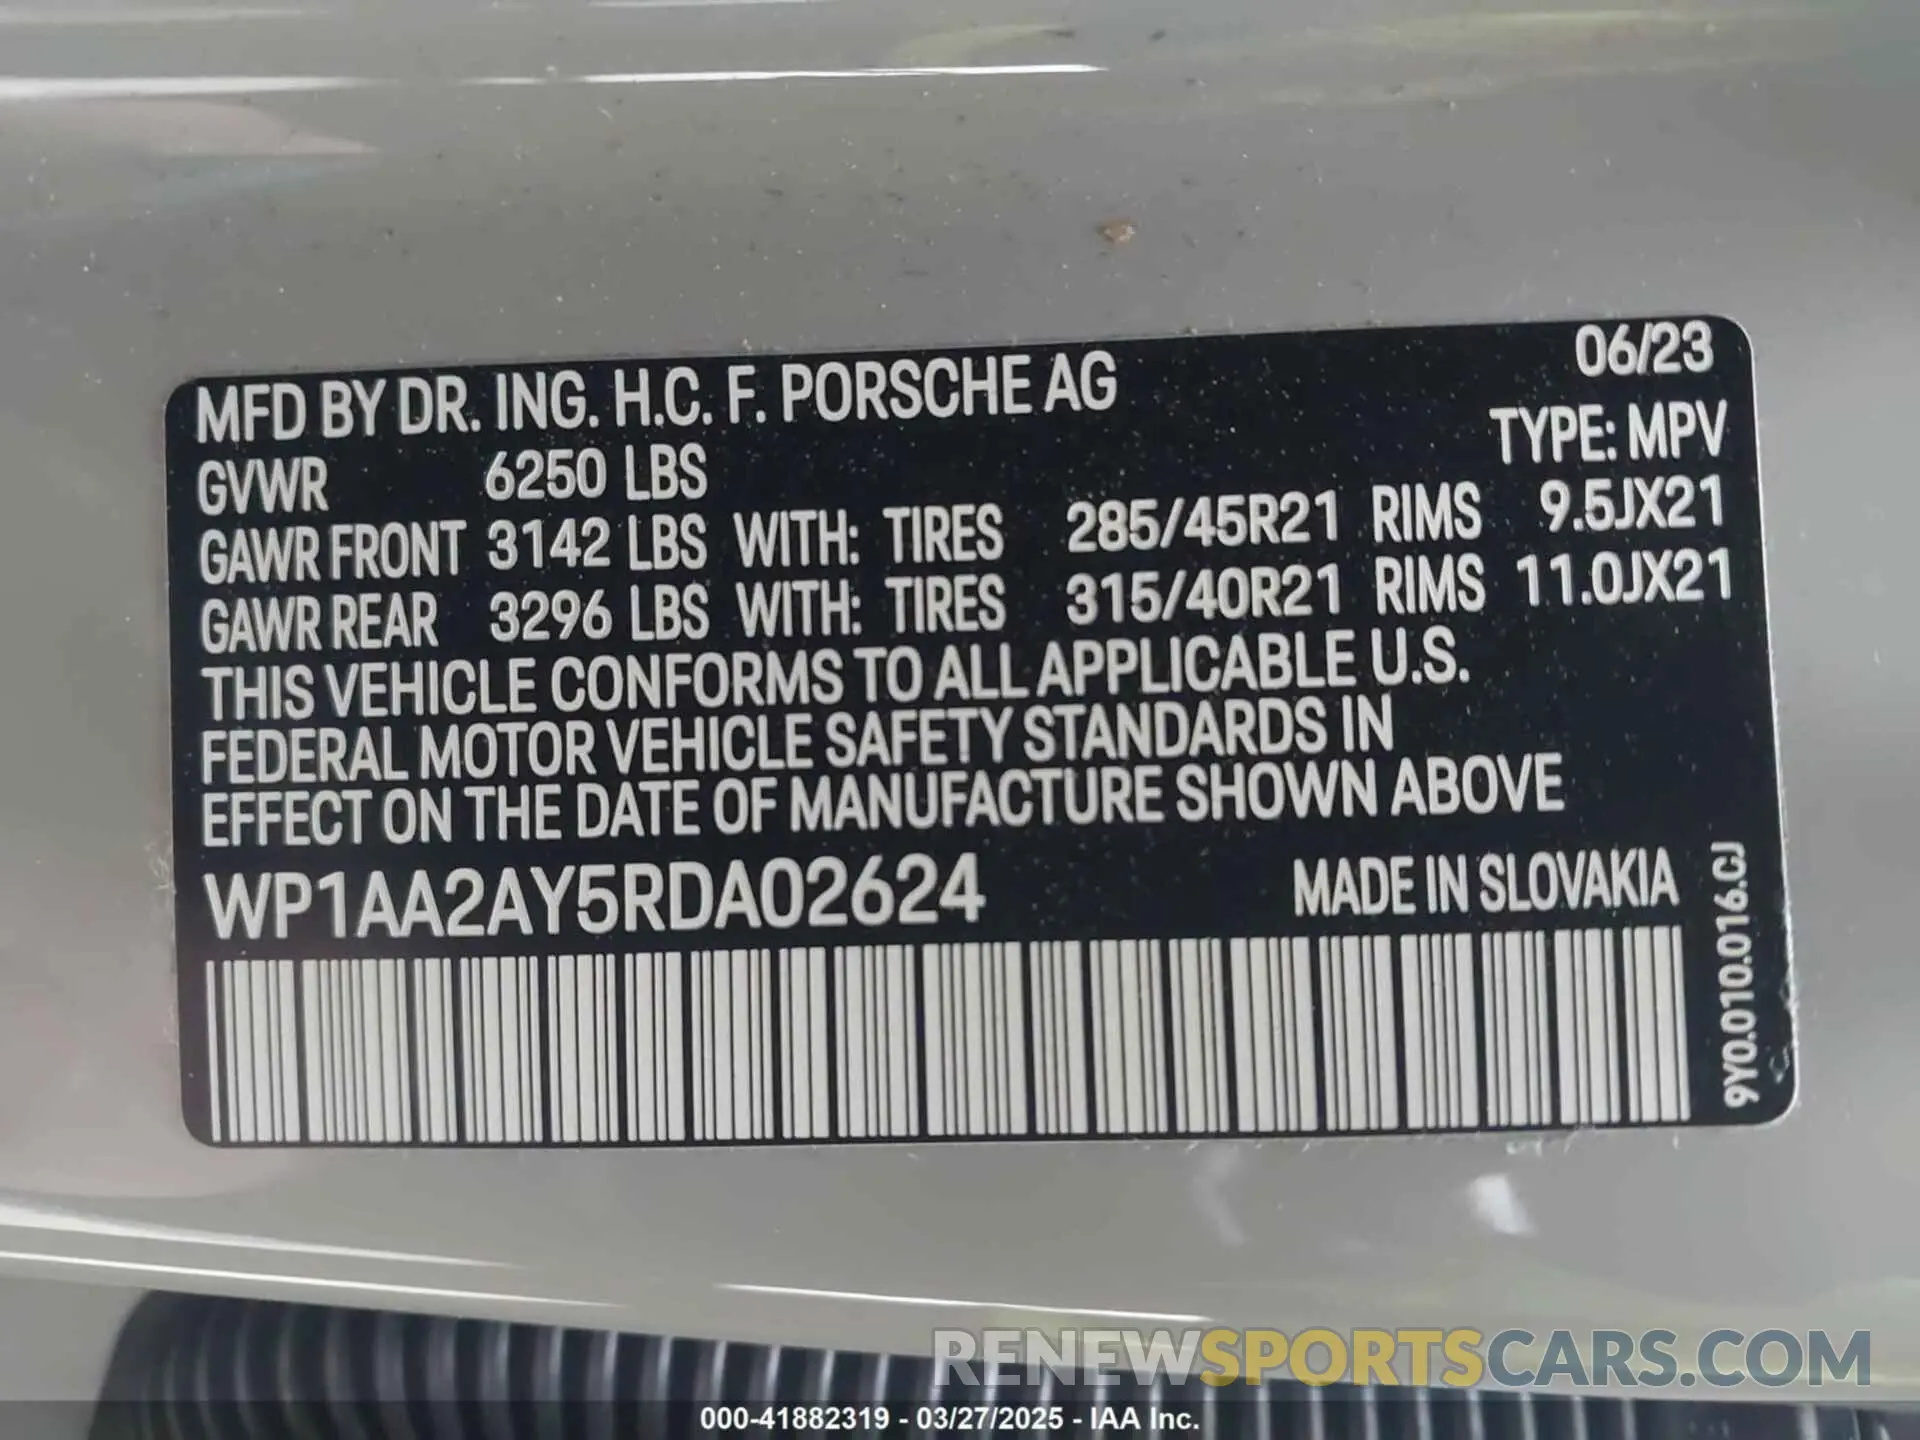 MFD BY DR. ING. H.C. F. PORSCHE AG 06/23
TYPE: MPV
GVWR 6250 LBS
GAWR FRONT 3142 LBS WITH: TIRES 285/45R21 RIMS 9.5JX21
GAWR REAR 3296 LBS WITH: TIRES 315/40R21 RIMS 11.0JX21
THIS VEHICLE CONFORMS TO ALL APPLICABLE U.S.
FEDERAL MOTOR VEHICLE SAFETY STANDARDS IN
EFFECT ON THE DATE OF MANUFACTURE SHOWN ABOVE
WP1AA2AY5RDA02624 MADE IN SLOVAKIA
9Y0.010.016.CJ
RENEWSPORTSCARS.COM
000-41882319 - 03/27/2025 - IAA Inc.